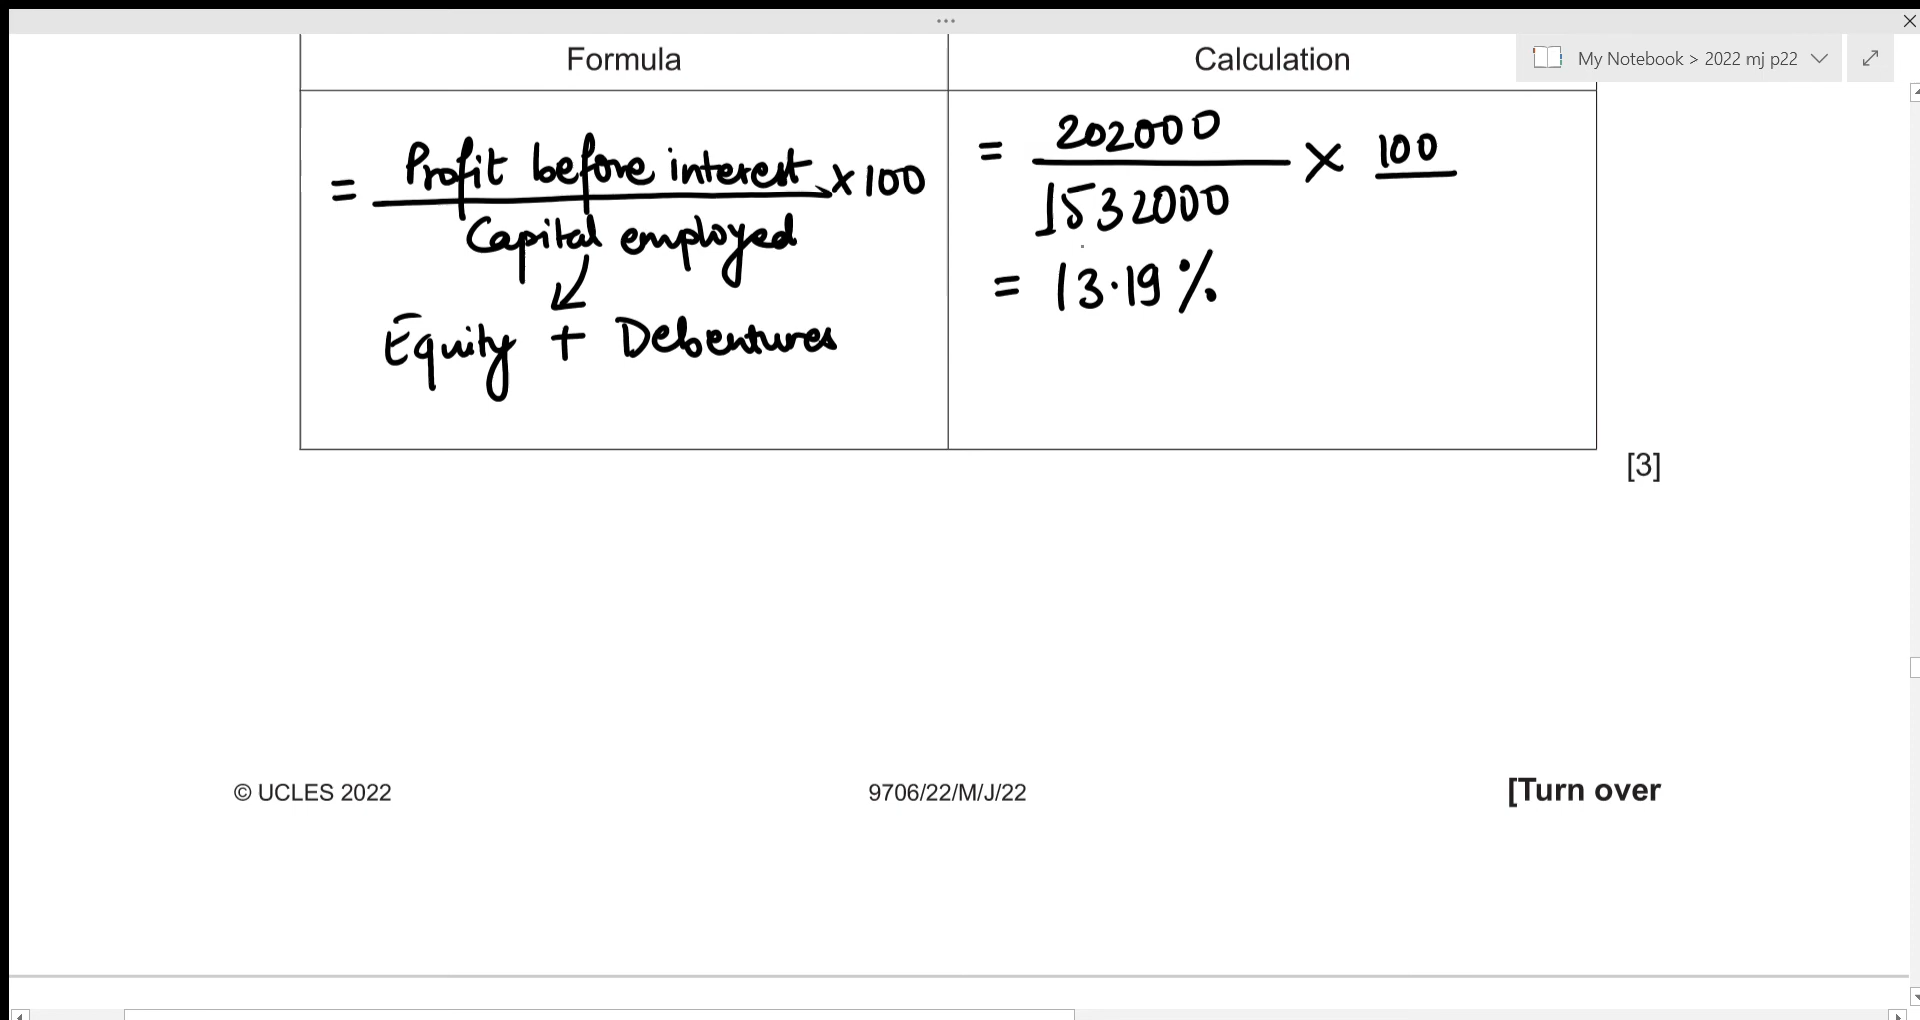 My Notebook > 2022 mj p22
Formula
Calculation
= Profit before interest × 100
Capital employed
Equity + Debentures
= 202000 × 100
1532000
= 13.19%
[3]
© UCLES 2022
9706/22/M/J/22
[Turn over